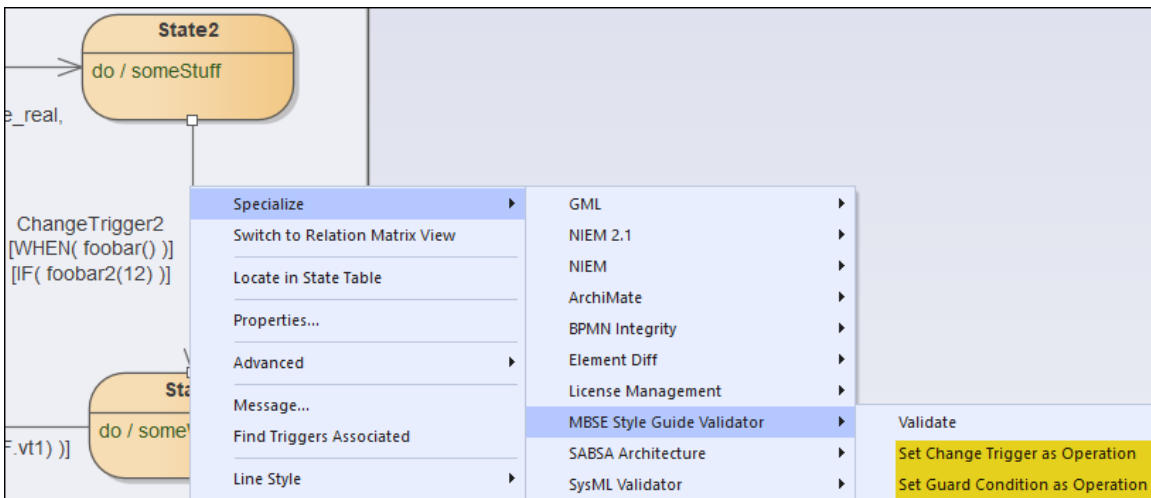 State2
do / someStuff
e_real,
ChangeTrigger2
[WHEN( foobar() )]
[IF( foobar2(12) )]
Sta
do / some
F.vt1) )]
Specialize
Switch to Relation Matrix View
Locate in State Table
Properties...
Advanced
Message...
Find Triggers Associated
Line Style
GML
NIEM 2.1
NIEM
ArchiMate
BPMN Integrity
Element Diff
License Management
MBSE Style Guide Validator
SABSA Architecture
SysML Validator
Validate
Set Change Trigger as Operation
Set Guard Condition as Operation